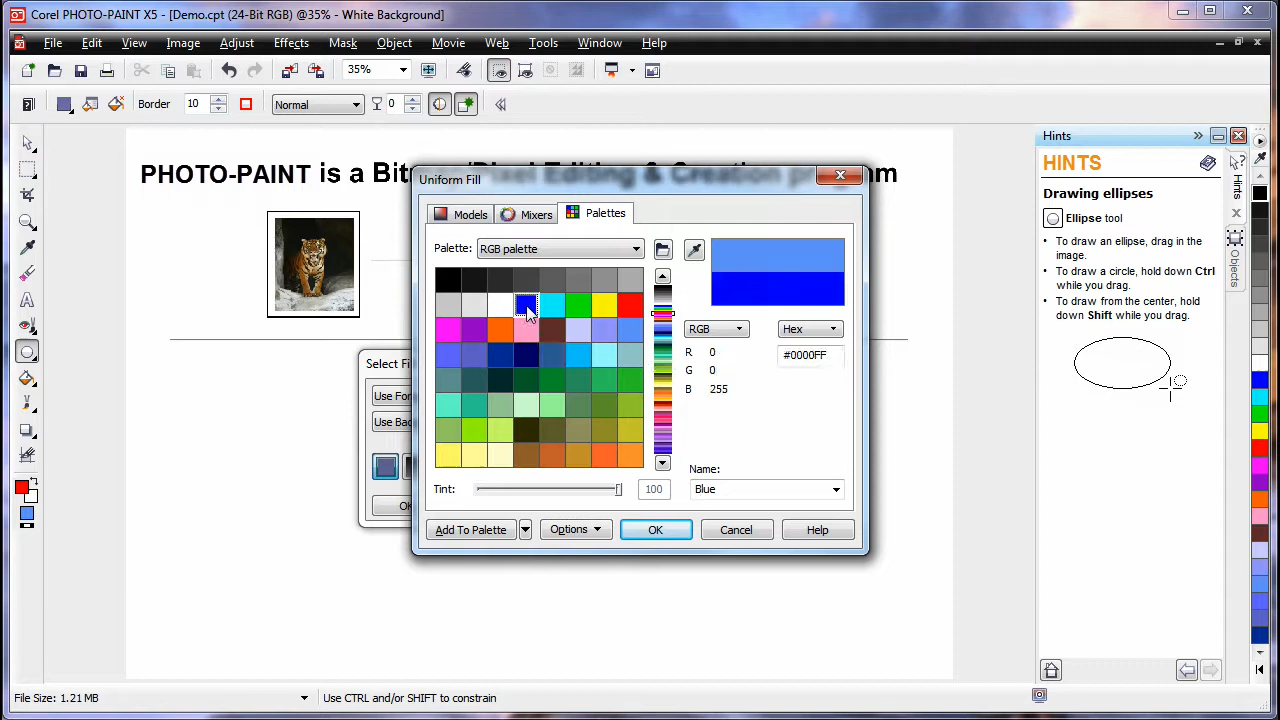 Corel PHOTO-PAINT X5 - [Demo.cpt (24-Bit RGB) @35% - White Background]
File Edit View Image Adjust Effects Mask Object Movie Web Tools Window Help
35%
Border 10 Normal 0
Hints
HINTS
Drawing ellipses
Ellipse tool
• To draw an ellipse, drag in the image.
• To draw a circle, hold down Ctrl while you drag.
• To draw from the center, hold down Shift while you drag.
Hints
Objects
PHOTO-PAINT is a Bitmap/Pixel Editing & Creation program
Select Fi
Use For
Use Bac
OK
Uniform Fill
Models Mixers Palettes
Palette: RGB palette
RGB Hex
R 0 #0000FF
G 0
B 255
Name:
Tint: 100 Blue
Add To Palette Options OK Cancel Help
File Size: 1.21 MB Use CTRL and/or SHIFT to constrain